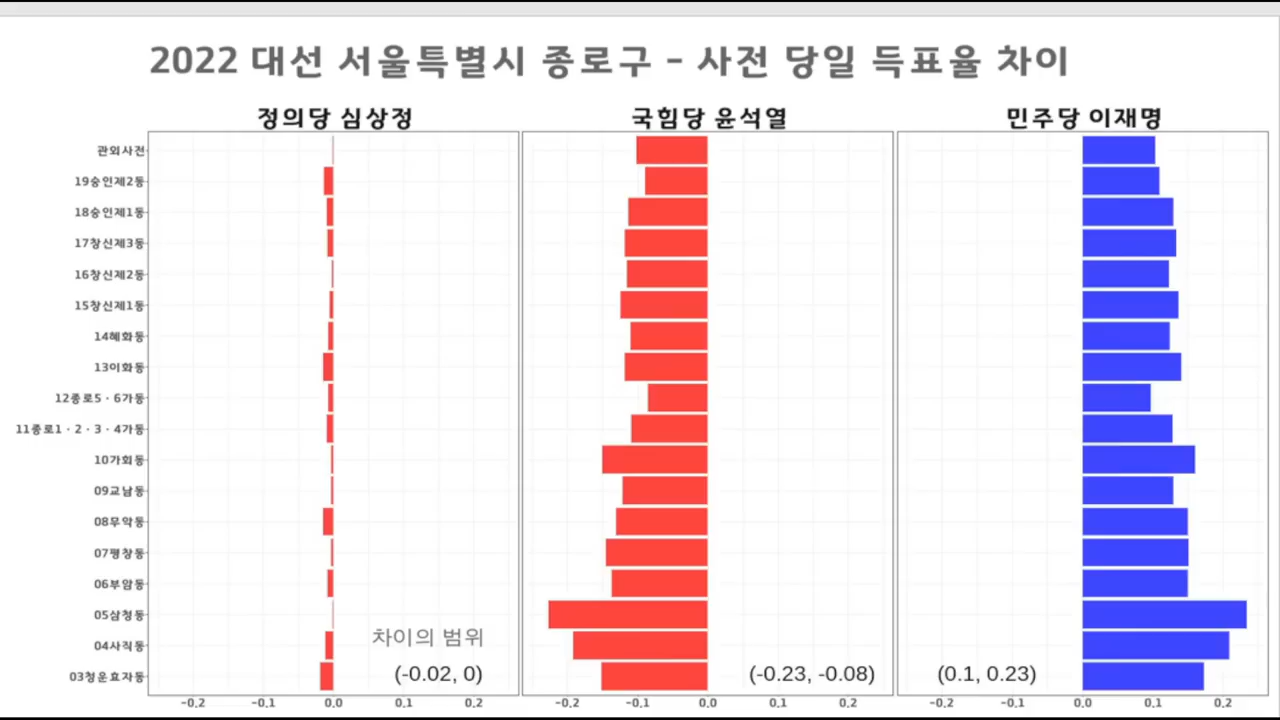 2022 대선 서울특별시 종로구 - 사전 당일 득표율 차이
정의당 심상정
국힘당 윤석열
민주당 이재명
관외사전
19숭인제2동
18숭인제1동
17창신제3동
16창신제2동
15창신제1동
14혜화동
13이화동
12종로5·6가동
11종로1·2·3·4가동
10가회동
09교남동
08무악동
07평창동
06부암동
05삼청동
04사직동
03청운효자동
차이의 범위
(-0.02, 0)
(-0.23, -0.08)
(0.1, 0.23)
-0.2 -0.1 0.0 0.1 0.2
-0.2 -0.1 0.0 0.1 0.2
-0.2 -0.1 0.0 0.1 0.2